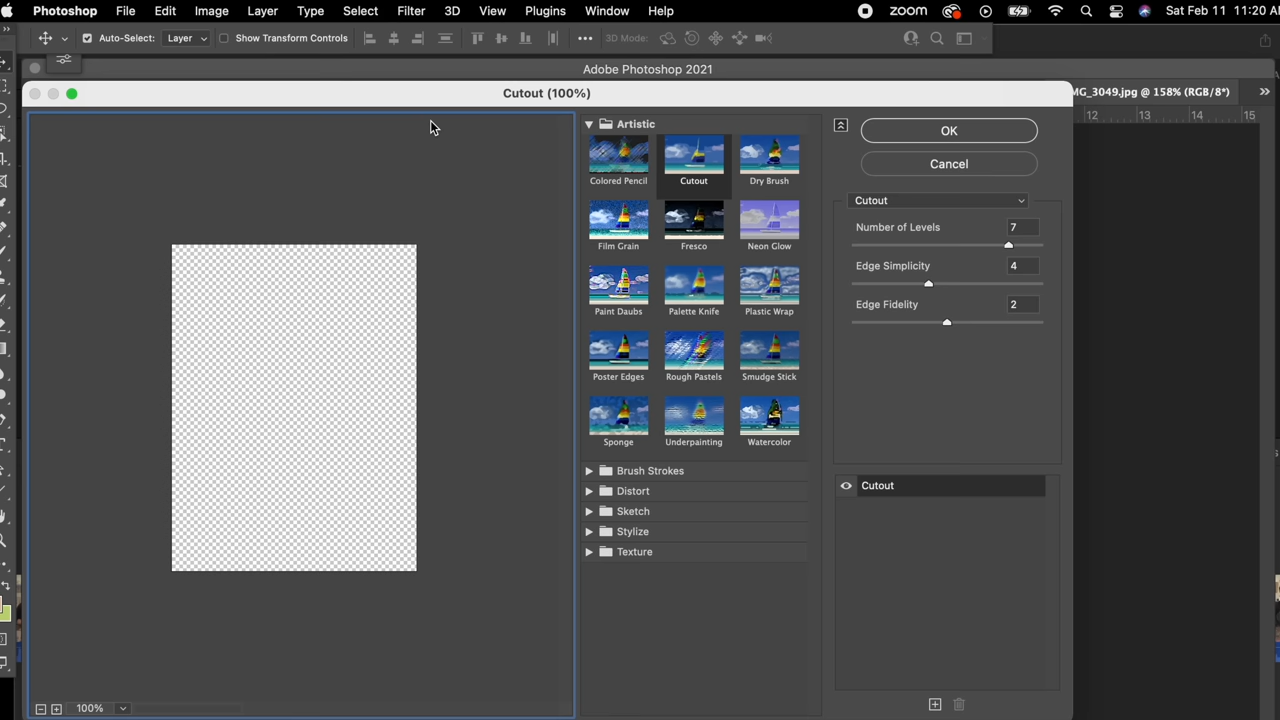 Photoshop File Edit Image Layer Type Select Filter 3D View Plugins Window Help zoom Sat Feb 11 11:20 A
Auto-Select: Layer Show Transform Controls 3D Mode:
Adobe Photoshop 2021
Cutout (100%)
MG_3049.jpg @ 158% (RGB/8*)
12 13 14 15
Artistic
Colored Pencil Cutout Dry Brush
Film Grain Fresco Neon Glow
Paint Daubs Palette Knife Plastic Wrap
Poster Edges Rough Pastels Smudge Stick
Sponge Underpainting Watercolor
Brush Strokes
Distort
Sketch
Stylize
Texture
OK
Cancel
Cutout
Number of Levels 7
Edge Simplicity 4
Edge Fidelity 2
Cutout
100%